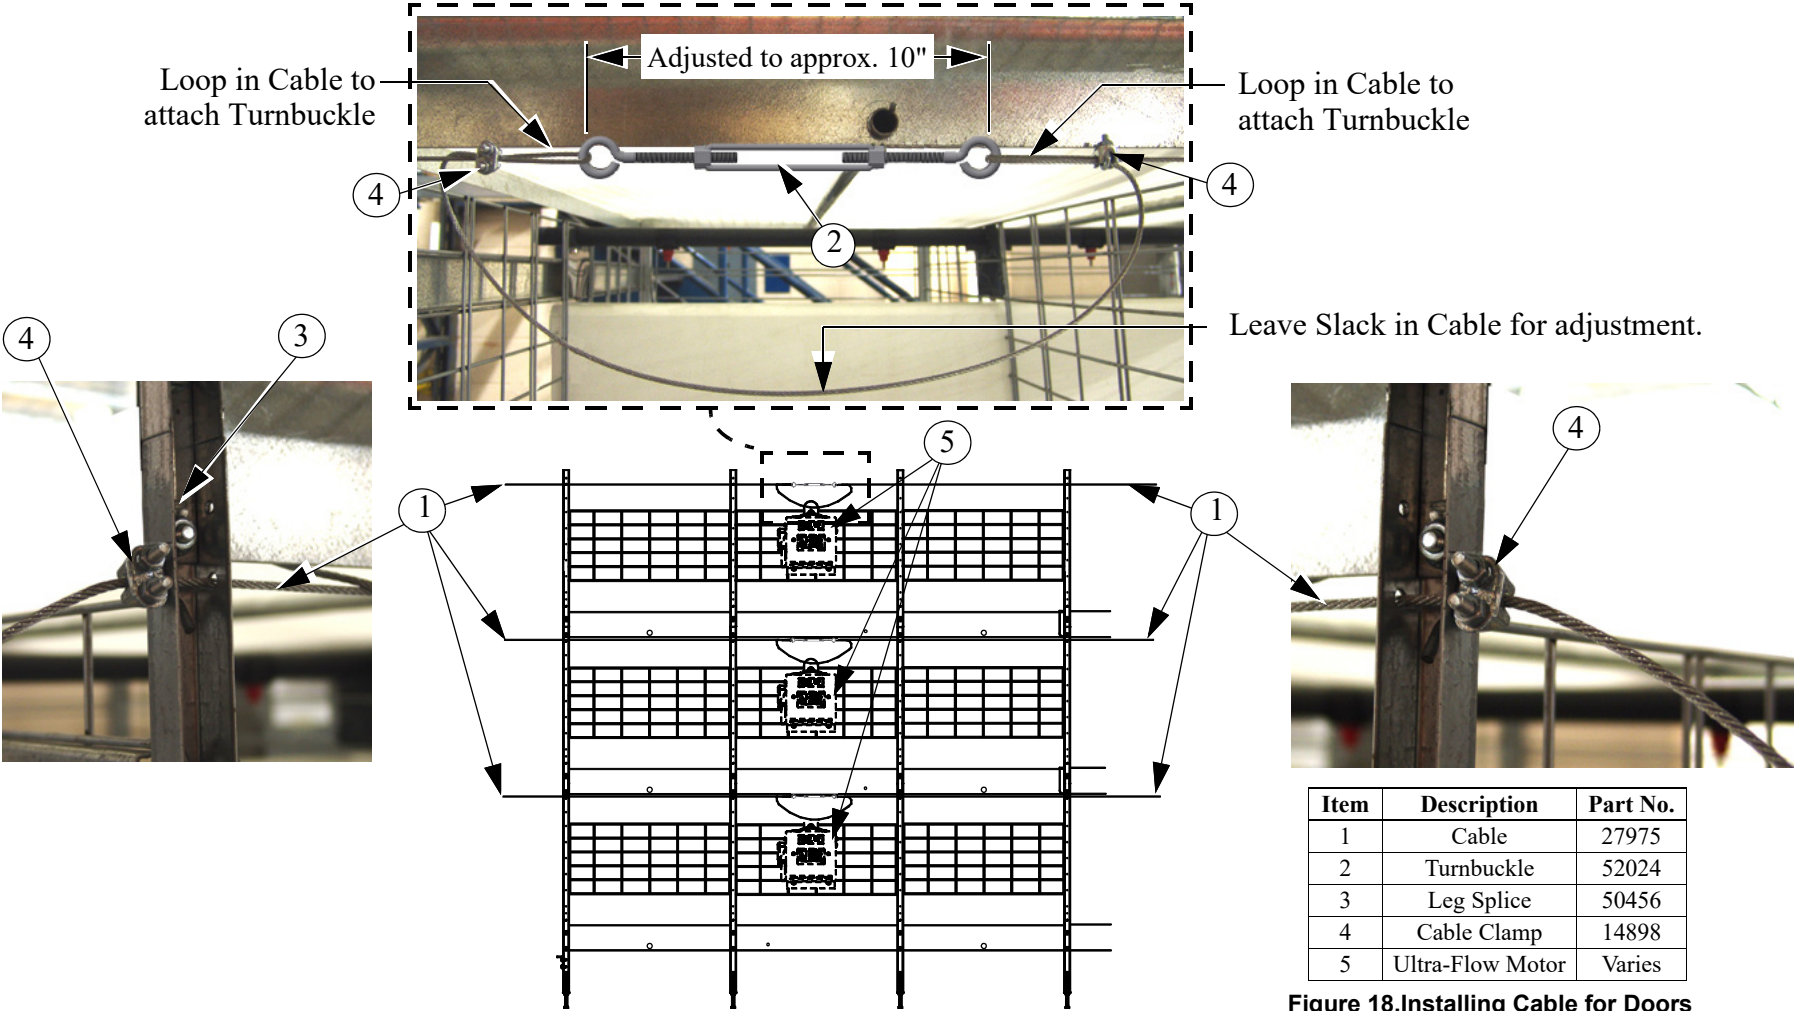 Adjusted to approx. 10"
Loop in Cable to
attach Turnbuckle
Loop in Cable to
attach Turnbuckle
4
4
2
Leave Slack in Cable for adjustment.
4
3
4
5
1
1
Item Description Part No.
1 Cable 27975
2 Turnbuckle 52024
3 Leg Splice 50456
4 Cable Clamp 14898
5 Ultra-Flow Motor Varies
Figure 18.Installing Cable for Doors